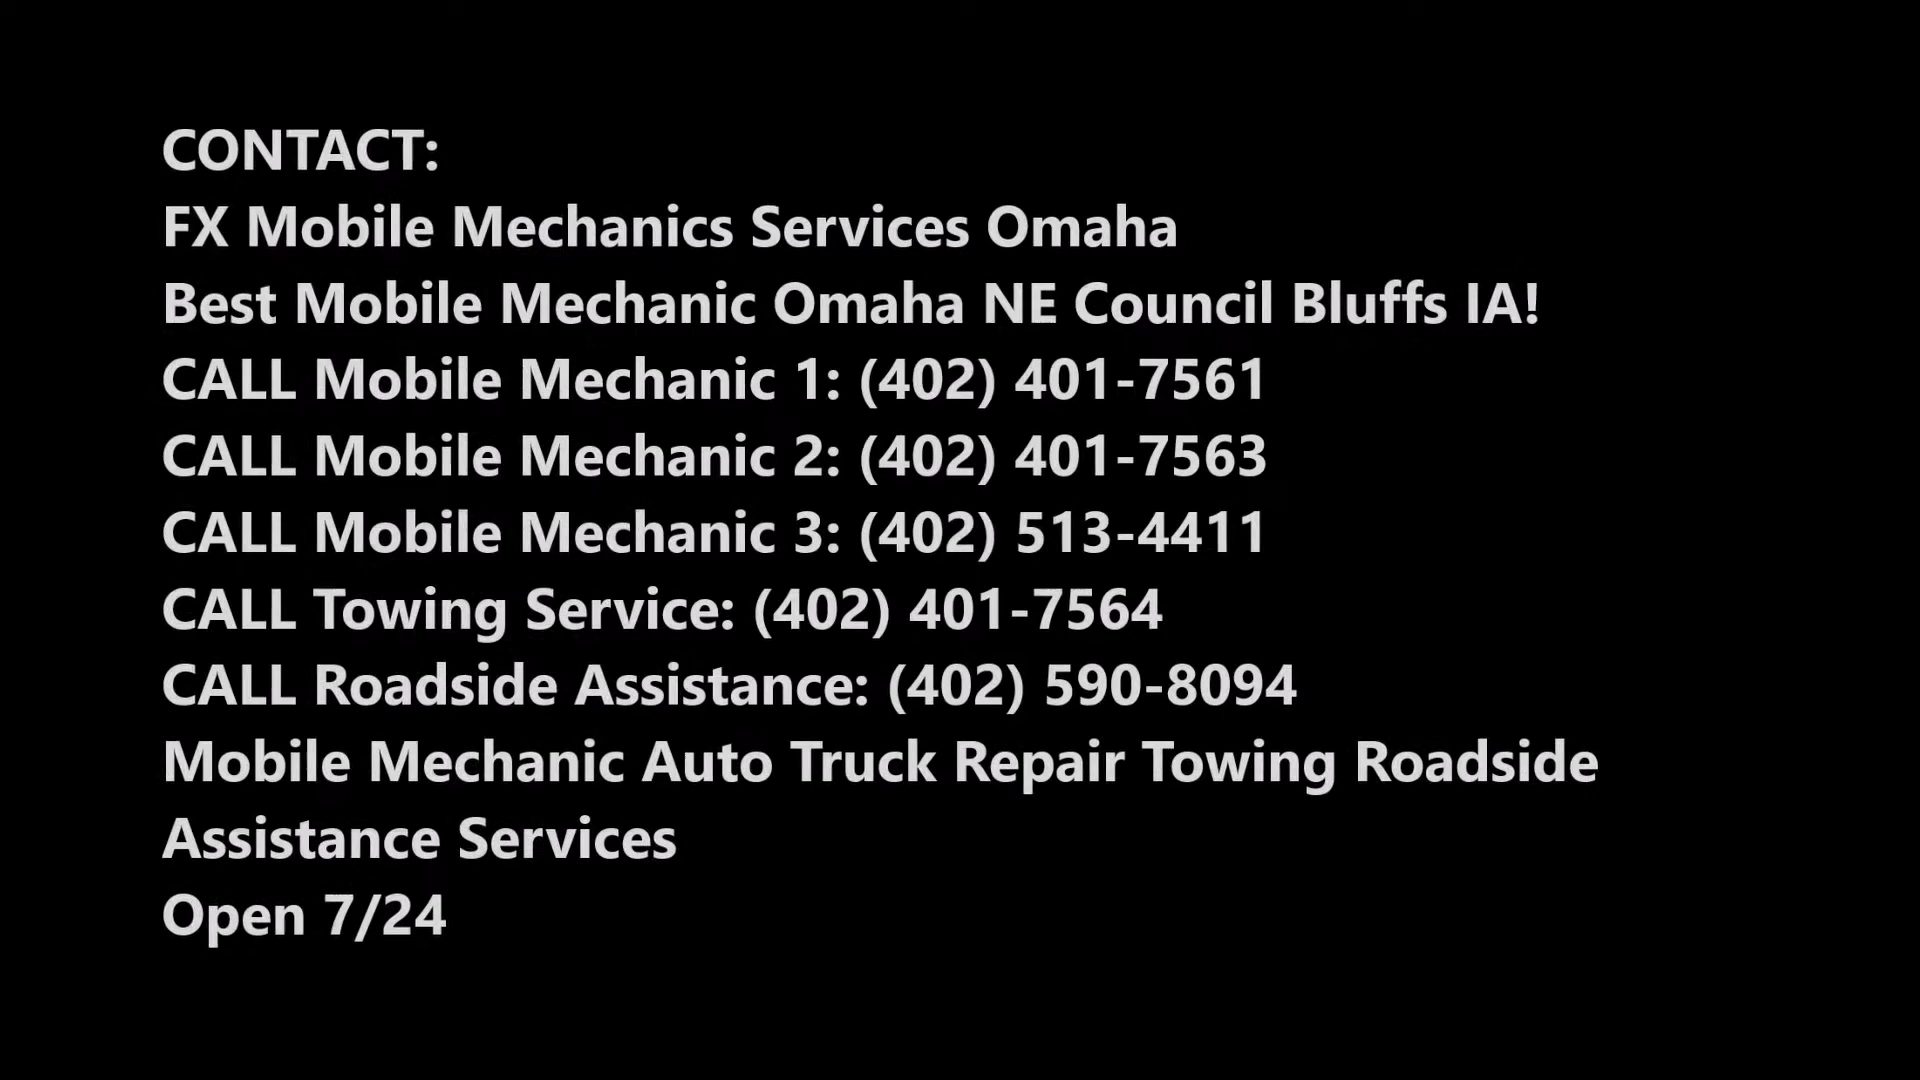 CONTACT:
FX Mobile Mechanics Services Omaha
Best Mobile Mechanic Omaha NE Council Bluffs IA!
CALL Mobile Mechanic 1: (402) 401-7561
CALL Mobile Mechanic 2: (402) 401-7563
CALL Mobile Mechanic 3: (402) 513-4411
CALL Towing Service: (402) 401-7564
CALL Roadside Assistance: (402) 590-8094
Mobile Mechanic Auto Truck Repair Towing Roadside
Assistance Services
Open 7/24